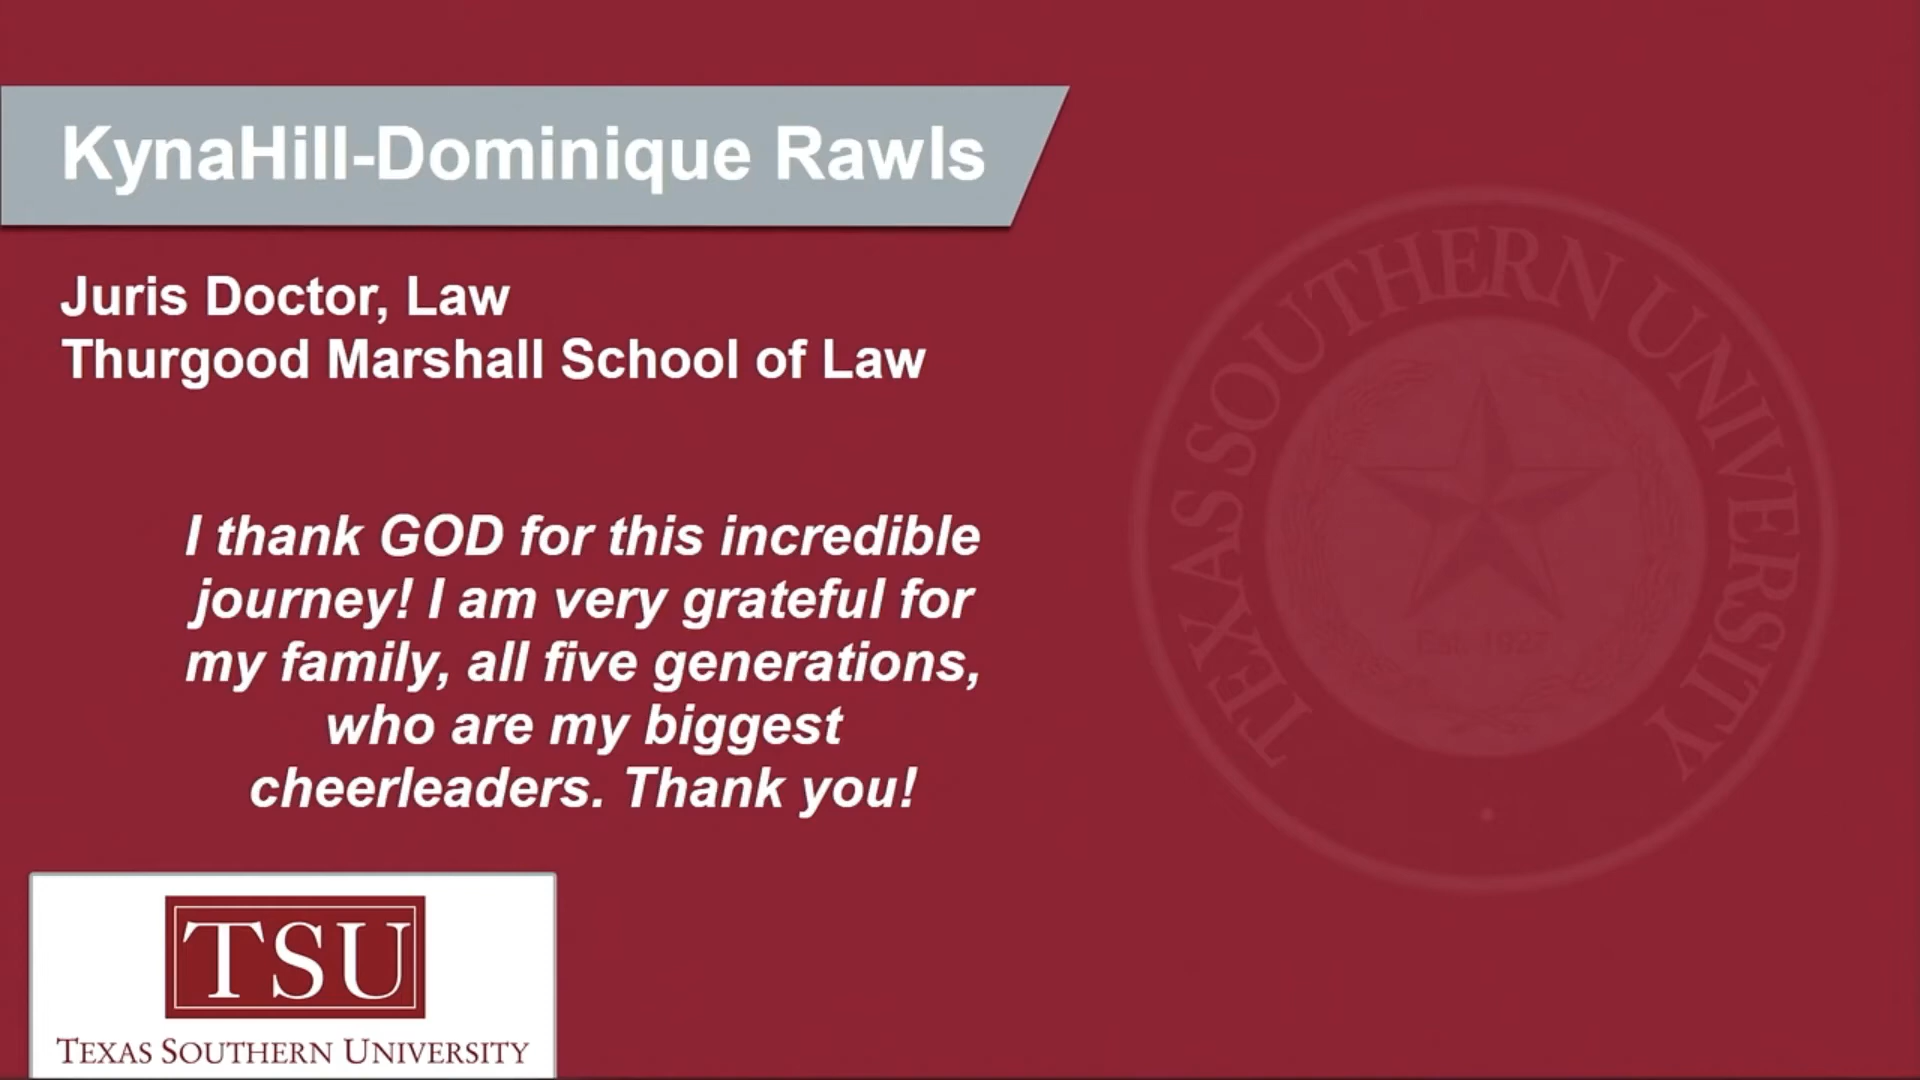 KynaHill-Dominique Rawls
Juris Doctor, Law
Thurgood Marshall School of Law
I thank GOD for this incredible
journey! I am very grateful for
my family, all five generations,
who are my biggest
cheerleaders. Thank you!
TSU
TEXAS SOUTHERN UNIVERSITY
TEXAS SOUTHERN UNIVERSITY
Est. 1927